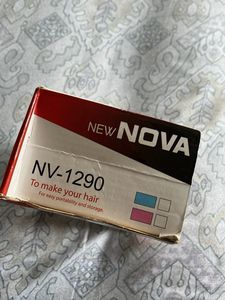 NEW NOVA
NV-1290
To make your hair
For easy portability and storage.